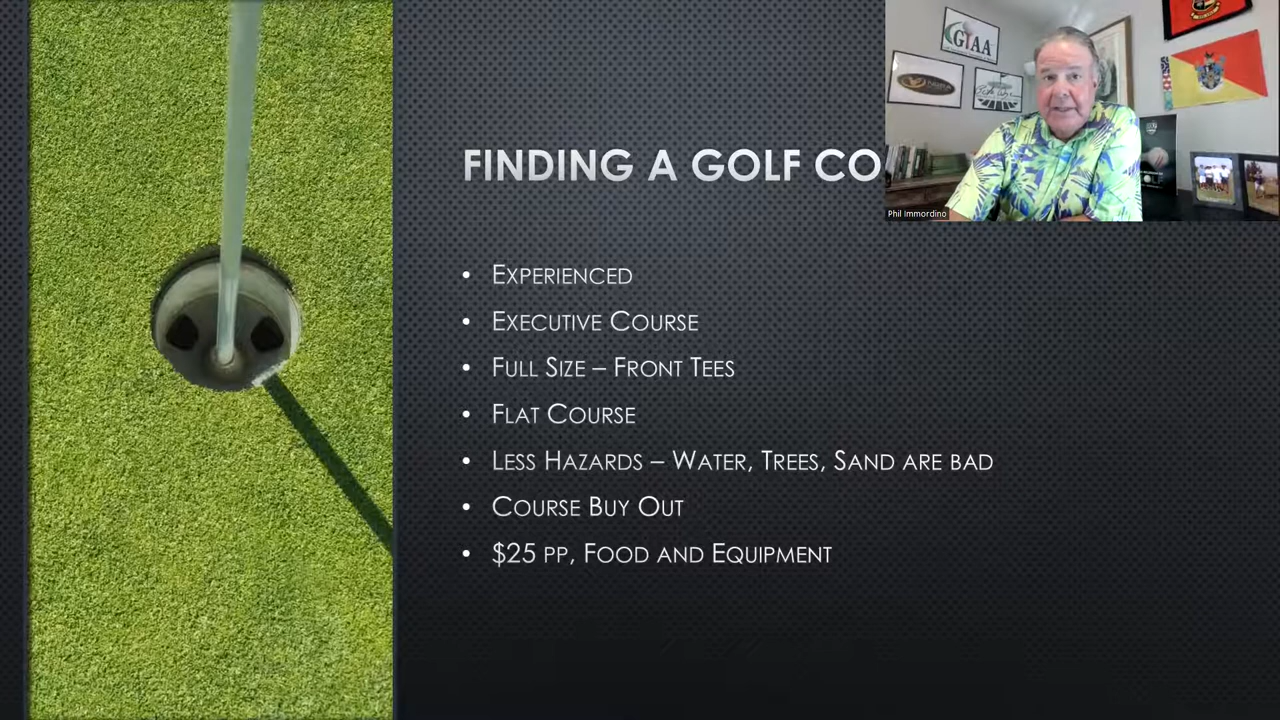 FINDING A GOLF CO
GTAA
Phil Immordino
• EXPERIENCED
• EXECUTIVE COURSE
• FULL SIZE – FRONT TEES
• FLAT COURSE
• LESS HAZARDS – WATER, TREES, SAND ARE BAD
• COURSE BUY OUT
• $25 PP, FOOD AND EQUIPMENT